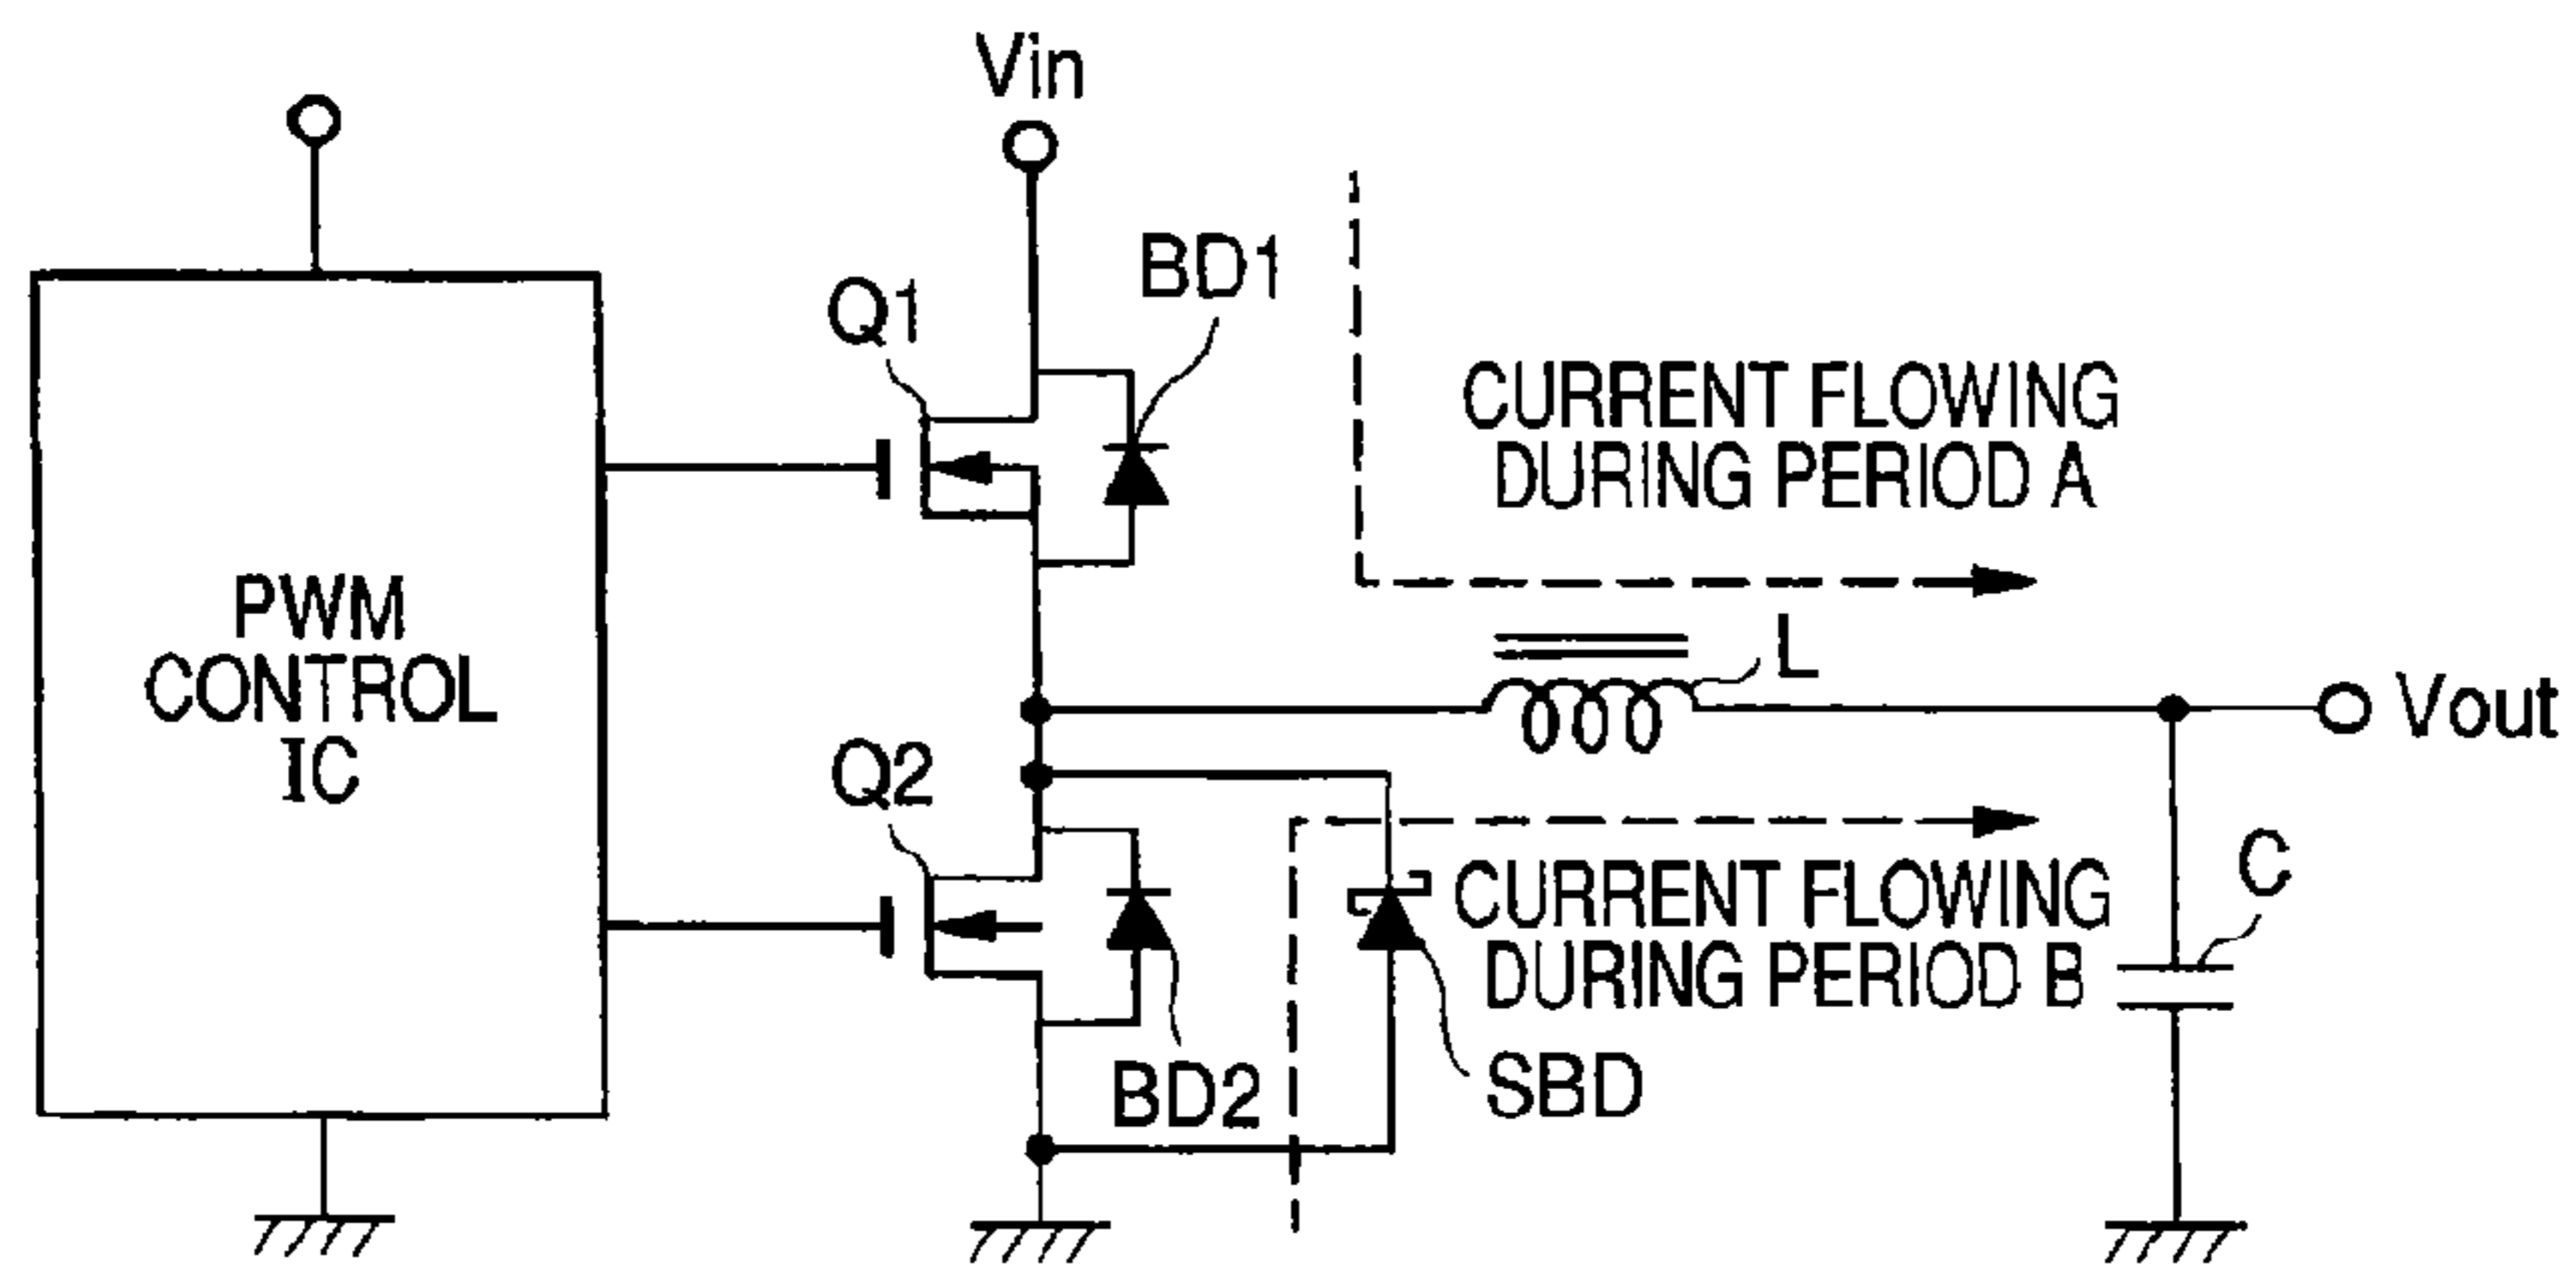 Vin
BD1
Q1
CURRENT FLOWING
DURING PERIOD A
PWM
CONTROL
IC
L
Vout
Q2
C
CURRENT FLOWING
DURING PERIOD B
BD2
SBD